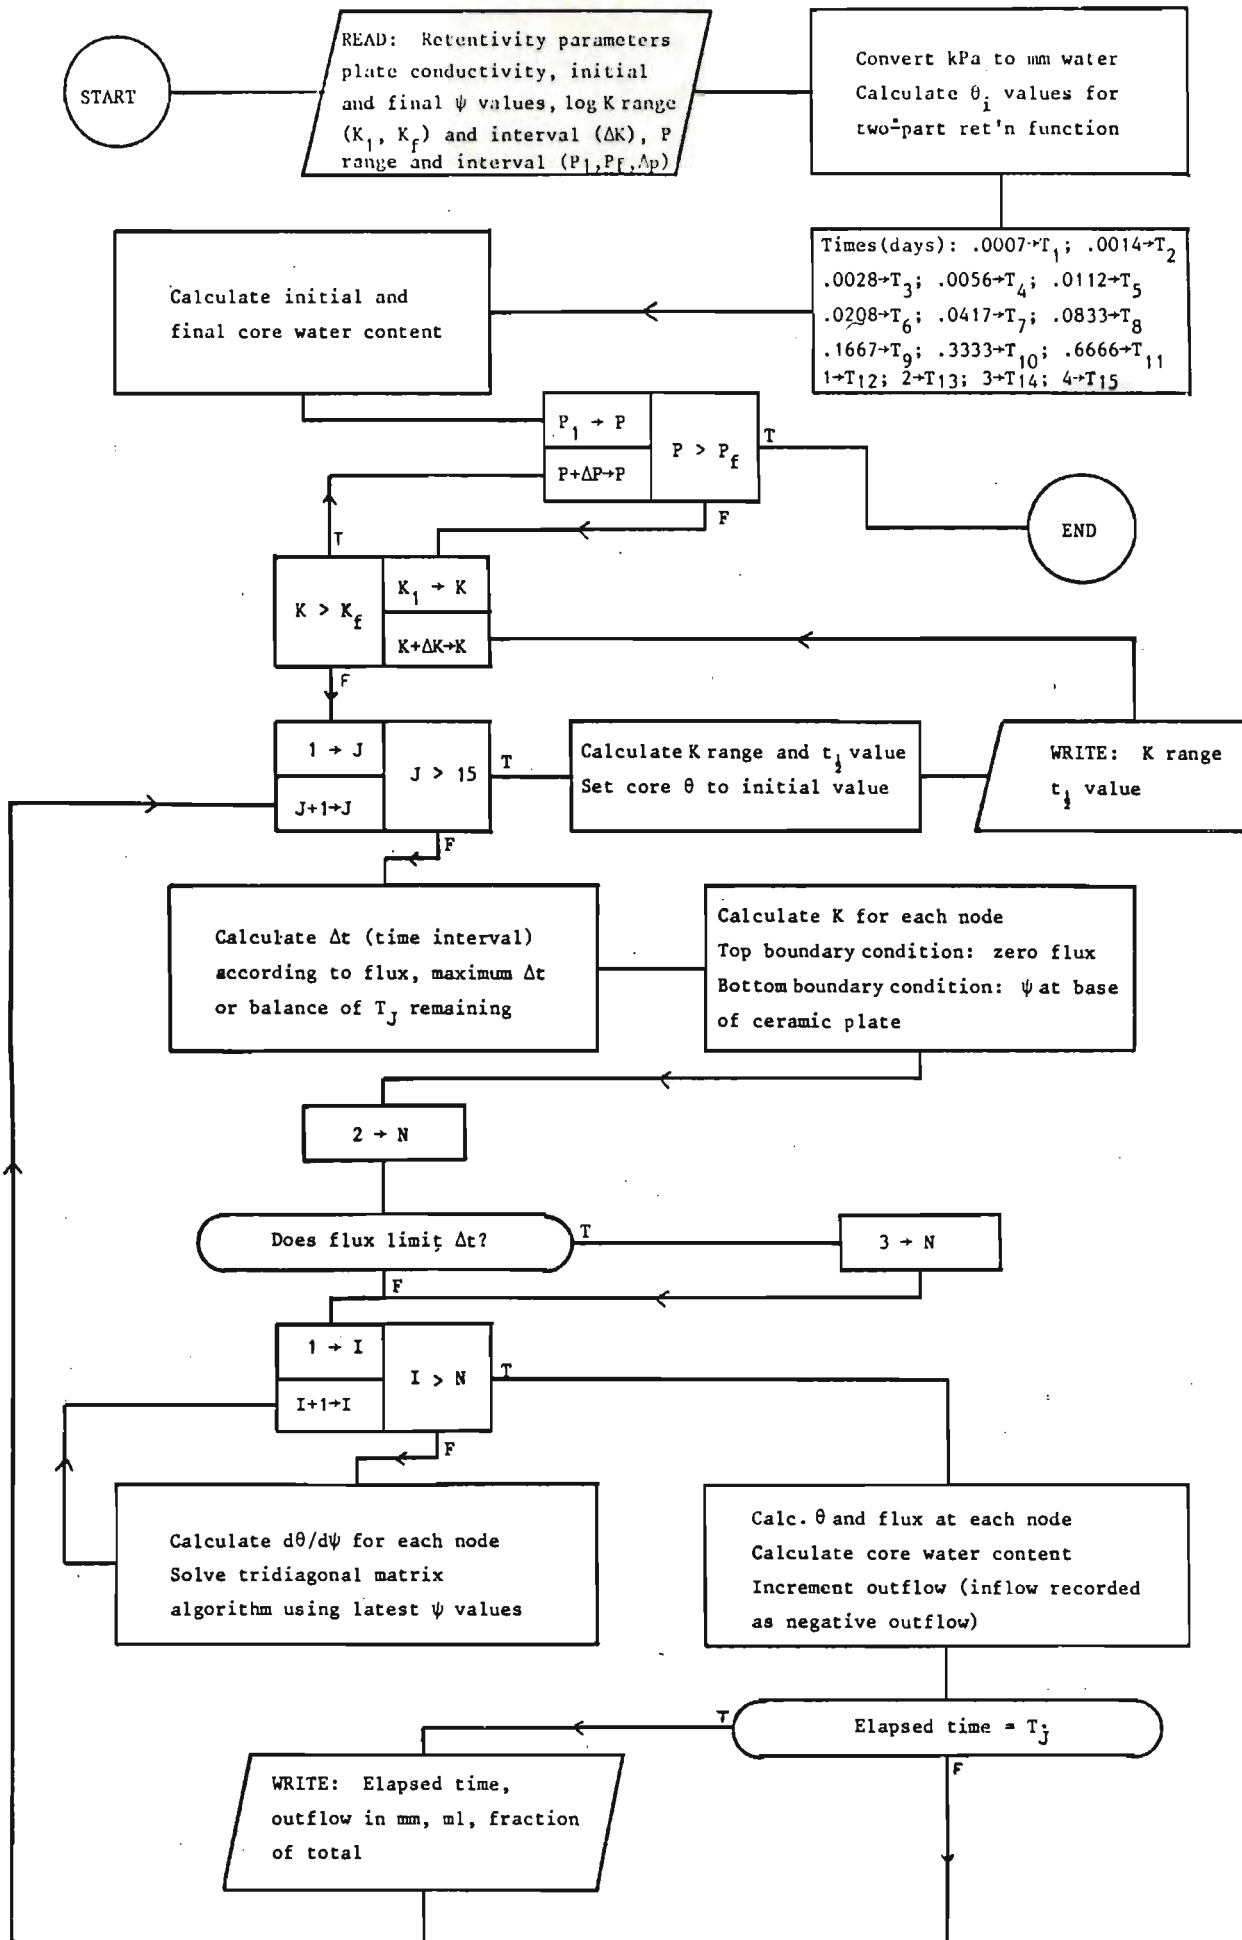 START
READ: Retentivity parameters
plate conductivity, initial
and final ψ values, log K range
(K₁, K_f) and interval (ΔK), P
range and interval (P₁,P_f,Δp)
Convert kPa to mm water
Calculate θᵢ values for
two-part ret'n function
Times(days): .0007→T₁; .0014→T₂
.0028→T₃; .0056→T₄; .0112→T₅
.0208→T₆; .0417→T₇; .0833→T₈
.1667→T₉; .3333→T₁₀; .6666→T₁₁
1→T₁₂; 2→T₁₃; 3→T₁₄; 4→T₁₅
Calculate initial and
final core water content
P₁ → P
P+ΔP→P
P > P_f
T
F
END
T
K > K_f
K₁ → K
K+ΔK→K
F
1 → J
J+1→J
J > 15
T
F
Calculate K range and t½ value
Set core θ to initial value
WRITE: K range
t½ value
Calculate Δt (time interval)
according to flux, maximum Δt
or balance of T_J remaining
Calculate K for each node
Top boundary condition: zero flux
Bottom boundary condition: ψ at base
of ceramic plate
2 → N
Does flux limit Δt?
T
F
3 → N
1 → I
I+1→I
I > N
T
F
Calculate dθ/dψ for each node
Solve tridiagonal matrix
algorithm using latest ψ values
Calc. θ and flux at each node
Calculate core water content
Increment outflow (inflow recorded
as negative outflow)
Elapsed time = T_j
T
F
WRITE: Elapsed time,
outflow in mm, ml, fraction
of total